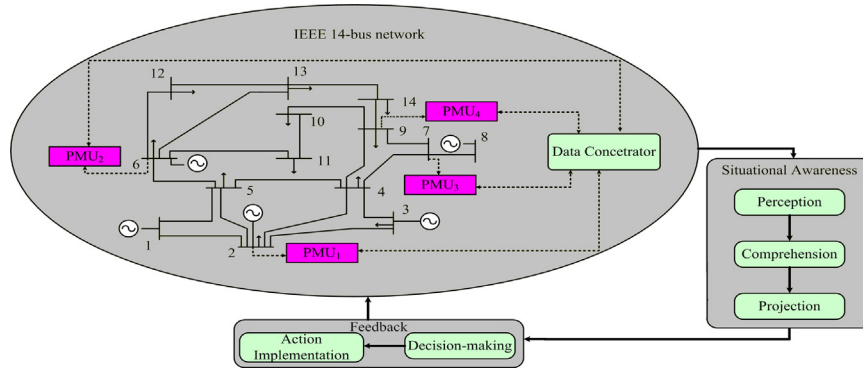 IEEE 14-bus network
12
13
14
PMU₄
10
9
7
8
PMU₂
6
11
Data Concetrator
PMU₃
5
4
3
1
2
PMU₁
Situational Awareness
Perception
Comprehension
Projection
Feedback
Action
Implementation
Decision-making